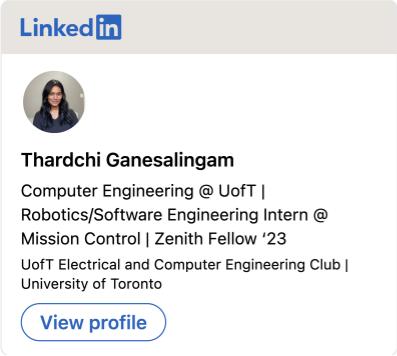 LinkedIn
Thardchi Ganesalingam
Computer Engineering @ UofT |
Robotics/Software Engineering Intern @
Mission Control | Zenith Fellow ‘23
UofT Electrical and Computer Engineering Club |
University of Toronto
View profile